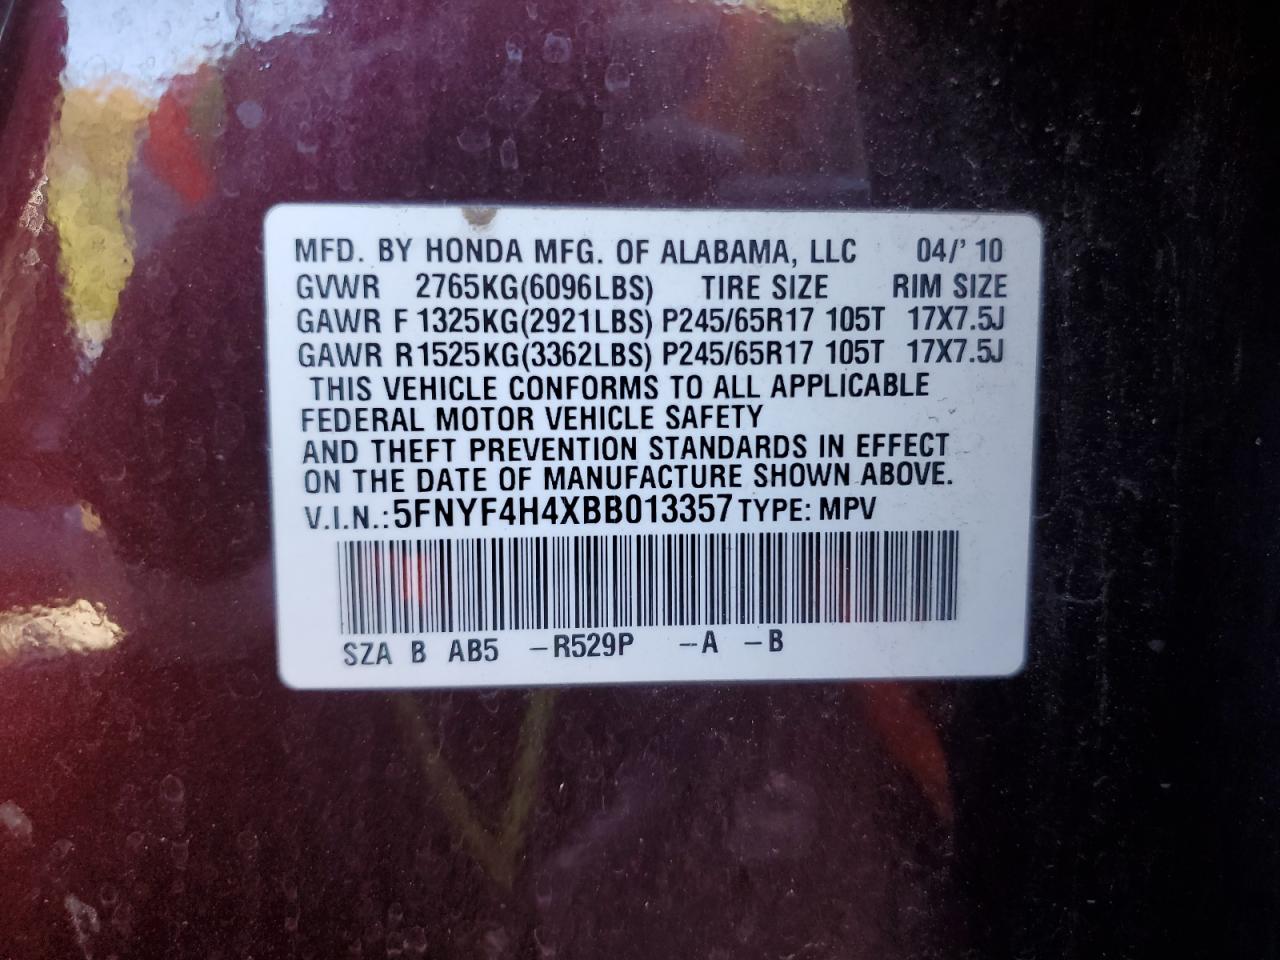 MFD. BY HONDA MFG. OF ALABAMA, LLC 04/'10
GVWR 2765KG(6096LBS) TIRE SIZE RIM SIZE
GAWR F 1325KG(2921LBS) P245/65R17 105T 17X7.5J
GAWR R 1525KG(3362LBS) P245/65R17 105T 17X7.5J
THIS VEHICLE CONFORMS TO ALL APPLICABLE
FEDERAL MOTOR VEHICLE SAFETY
AND THEFT PREVENTION STANDARDS IN EFFECT
ON THE DATE OF MANUFACTURE SHOWN ABOVE.
V.I.N.: 5FNYF4H4XBB013357 TYPE: MPV
SZA B AB5 -R529P -A -B